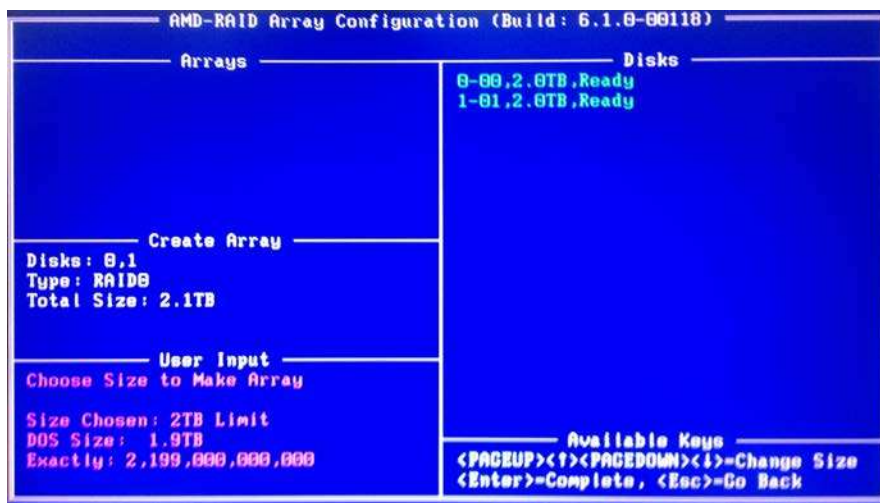 AMD-RAID Array Configuration (Build: 6.1.0-00118)
Arrays
Disks
0-00,2.0TB,Ready
1-01,2.0TB,Ready
Create Array
Disks: 0,1
Type: RAID0
Total Size: 2.1TB
User Input
Choose Size to Make Array
Size Chosen: 2TB Limit
DOS Size: 1.9TB
Exactly: 2,199,000,000,000
Available Keys
<PAGEUP><↑><PAGEDOWN><↓>=Change Size
<Enter>=Complete, <Esc>=Go Back